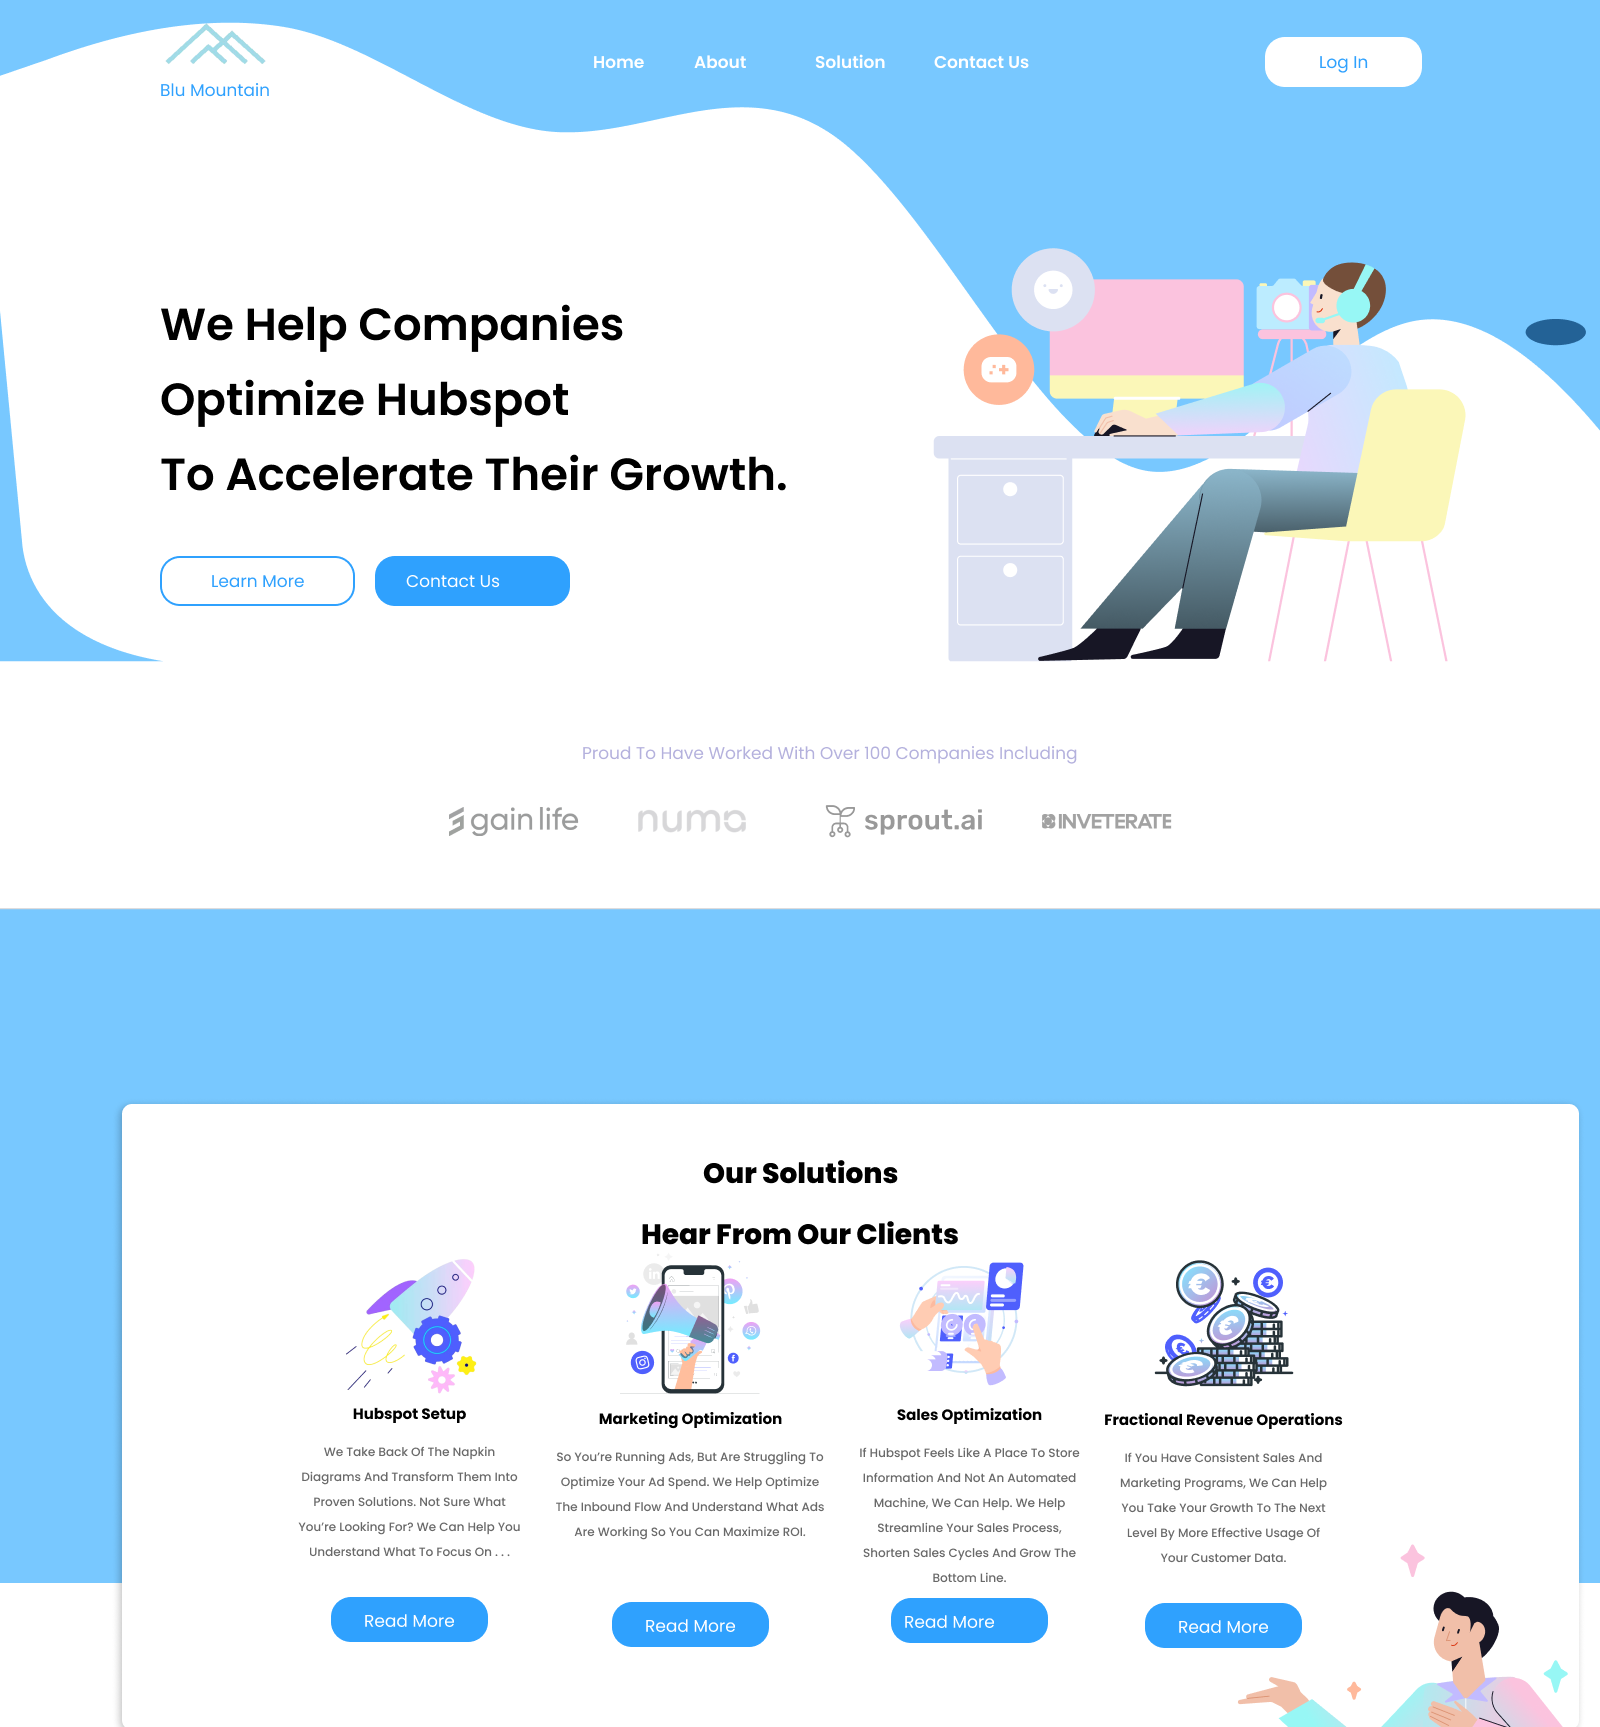 Blu Mountain
Home
About
Solution
Contact Us
Log In
We Help Companies
Optimize Hubspot
To Accelerate Their Growth.
Learn More
Contact Us
Proud To Have Worked With Over 100 Companies Including
gain life
numa
sprout.ai
INVETERATE
Our Solutions
Hear From Our Clients
in
Hubspot Setup
We Take Back Of The Napkin
Diagrams And Transform Them Into
Proven Solutions. Not Sure What
You’re Looking For? We Can Help You
Understand What To Focus On . . .
Read More
Marketing Optimization
So You’re Running Ads, But Are Struggling To
Optimize Your Ad Spend. We Help Optimize
The Inbound Flow And Understand What Ads
Are Working So You Can Maximize ROI.
Read More
Sales Optimization
If Hubspot Feels Like A Place To Store
Information And Not An Automated
Machine, We Can Help. We Help
Streamline Your Sales Process,
Shorten Sales Cycles And Grow The
Bottom Line.
Read More
Fractional Revenue Operations
If You Have Consistent Sales And
Marketing Programs, We Can Help
You Take Your Growth To The Next
Level By More Effective Usage Of
Your Customer Data.
Read More